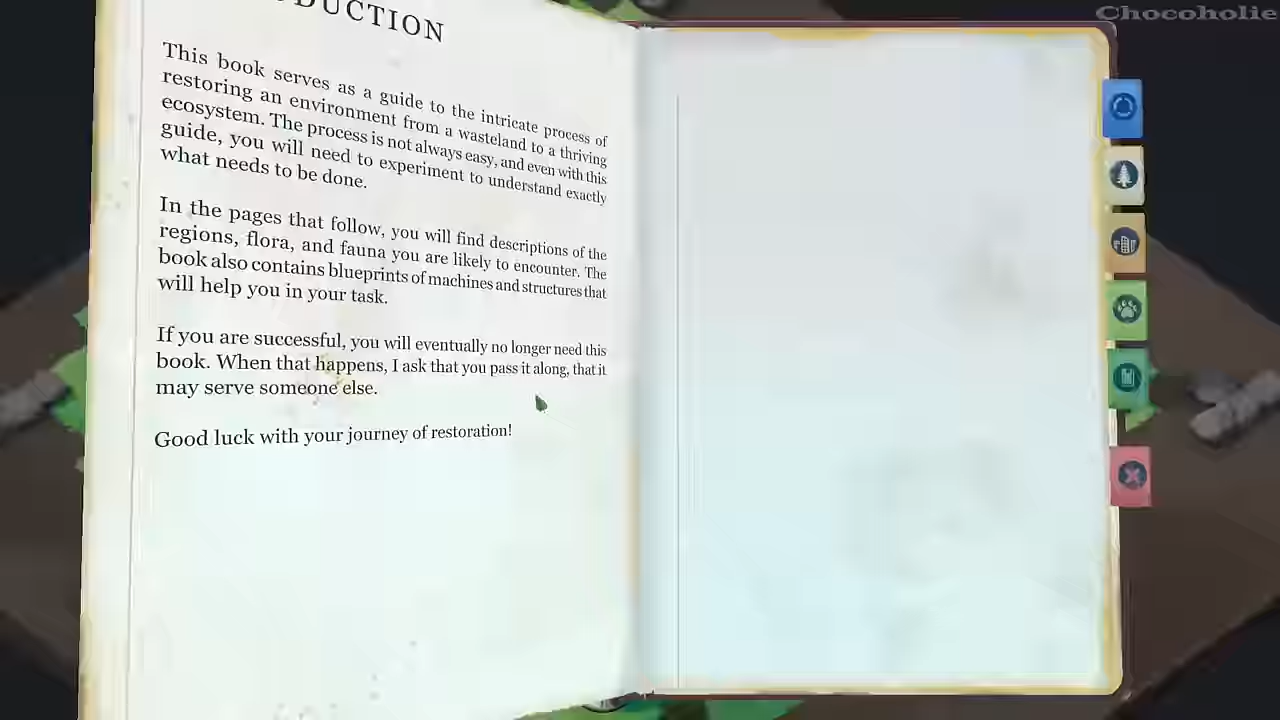 Chocoholic
DUCTION
This book serves as a guide to the intricate process of
restoring an environment from a wasteland to a thriving
ecosystem. The process is not always easy, and even with this
guide, you will need to experiment to understand exactly
what needs to be done.
In the pages that follow, you will find descriptions of the
regions, flora, and fauna you are likely to encounter. The
book also contains blueprints of machines and structures that
will help you in your task.
If you are successful, you will eventually no longer need this
book. When that happens, I ask that you pass it along, that it
may serve someone else.
Good luck with your journey of restoration!